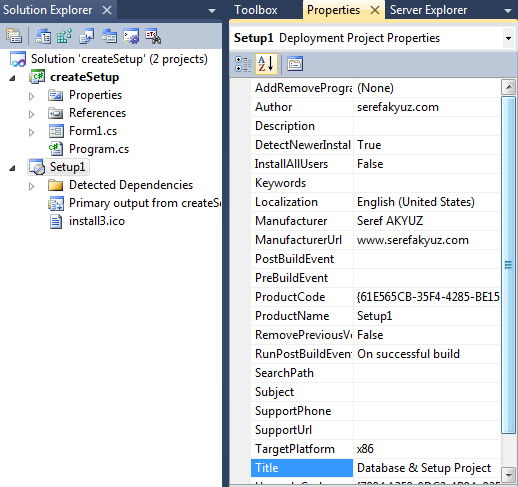 Solution Explorer
Solution 'createSetup' (2 projects)
createSetup
Properties
References
Form1.cs
Program.cs
Setup1
Detected Dependencies
Primary output from createSe
install3.ico
Toolbox Properties Server Explorer
Setup1 Deployment Project Properties
AddRemoveProgra (None)
Author serefakyuz.com
Description
DetectNewerInstal True
InstallAllUsers False
Keywords
Localization English (United States)
Manufacturer Seref AKYUZ
ManufacturerUrl www.serefakyuz.com
PostBuildEvent
PreBuildEvent
ProductCode {61E565CB-35F4-4285-BE15
ProductName Setup1
RemovePreviousVe False
RunPostBuildEvent On successful build
SearchPath
Subject
SupportPhone
SupportUrl
TargetPlatform x86
Title Database & Setup Project